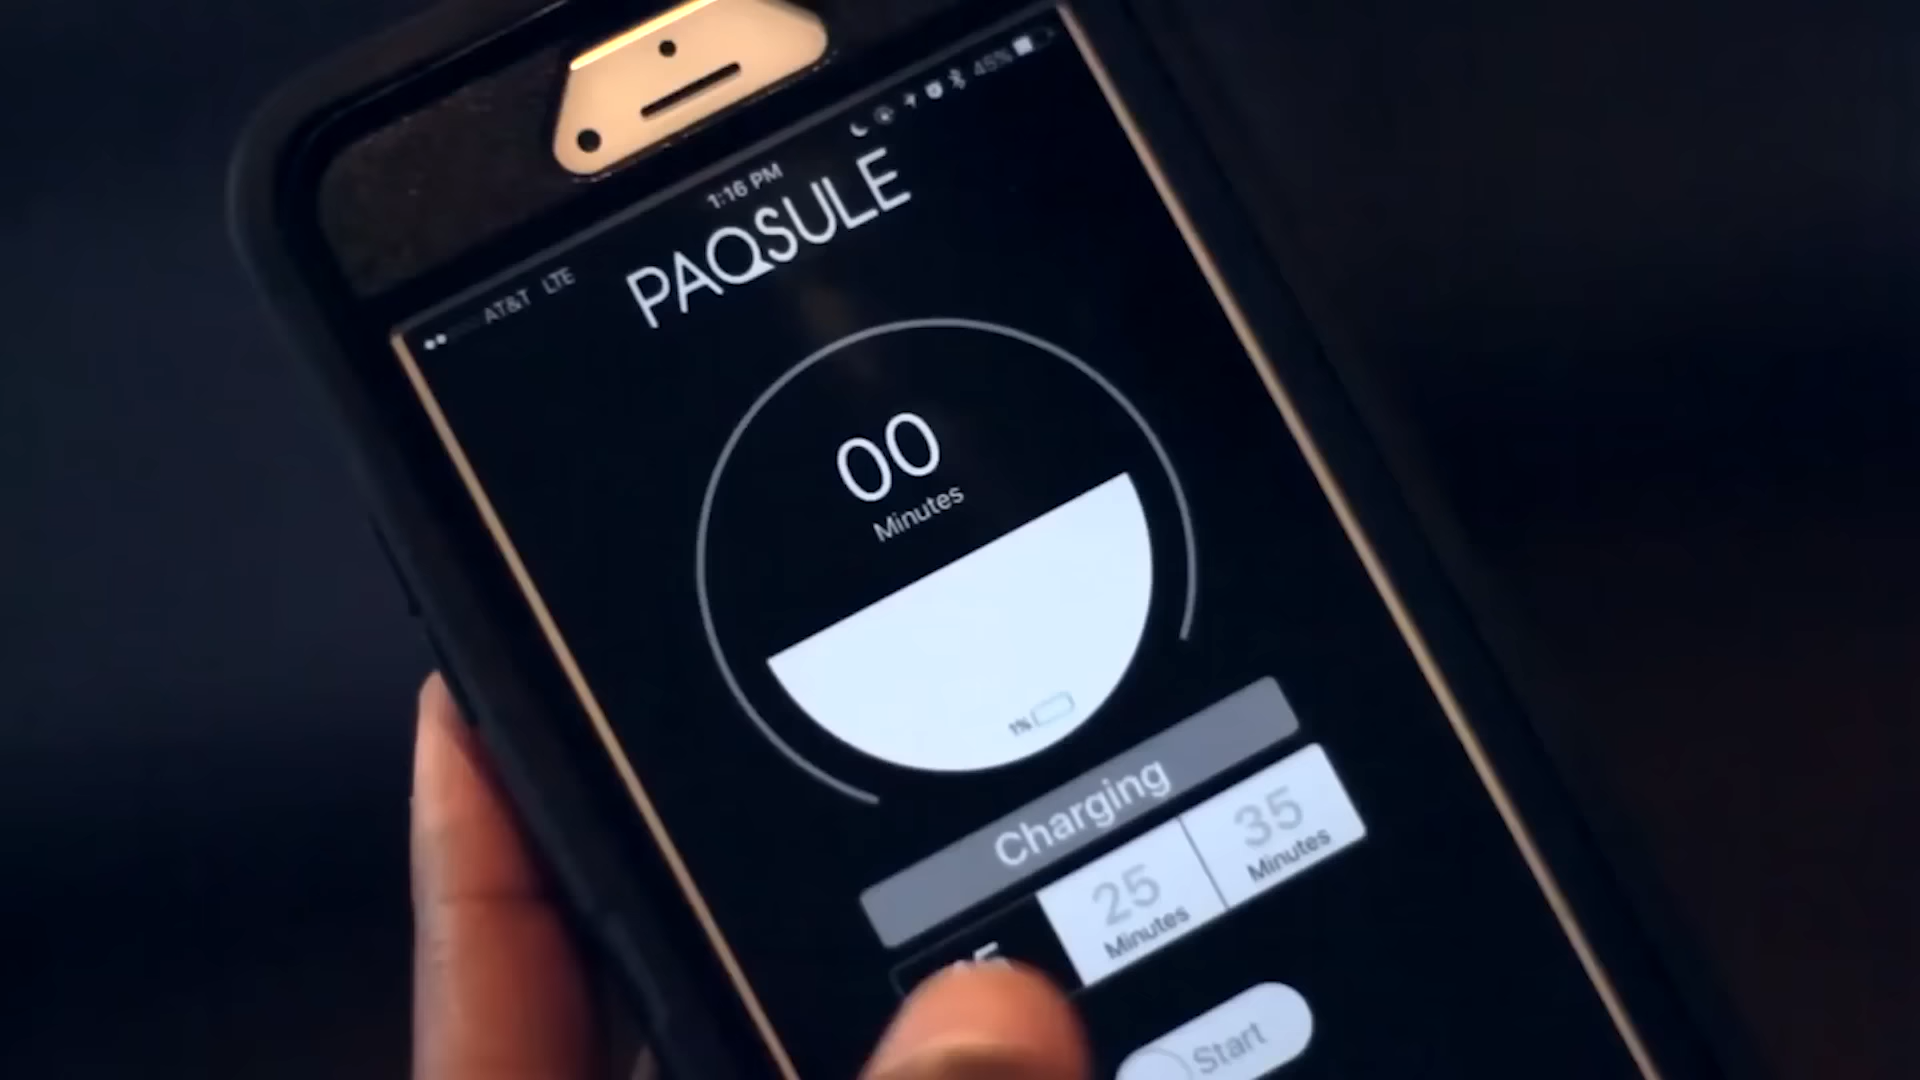 AT&T LTE
1:16 PM
45%
PAQSULE
00
Minutes
1%
Charging
25
Minutes
35
Minutes
Start